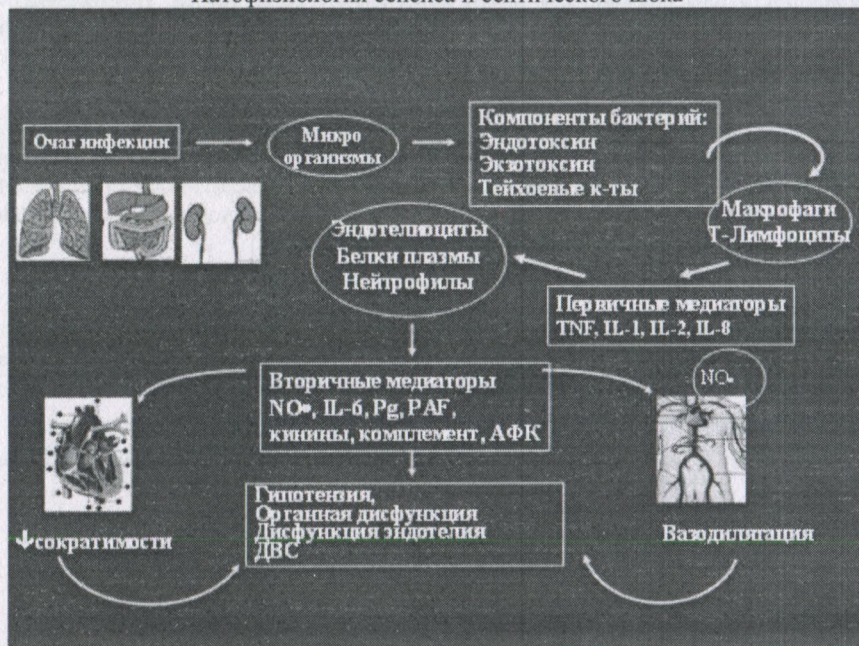 Патофизиология сепсиса и септического шока
Очаг инфекции
Микро
организмы
Компоненты бактерий:
Эндотоксин
Экзотоксин
Тейхоевые к-ты
Макрофаги
Т-Лимфоциты
Эндотелиоциты
Белки плазмы
Нейтрофилы
Первичные медиаторы
TNF, IL-1, IL-2, IL-8
Вторичные медиаторы
NO•, IL-6, Pg, PAF,
кинины, комплемент, АФК
NO•
Гипотензия,
Органная дисфункция
Дисфункция эндотелия
ДВС
↓сократимости
Вазодилятация